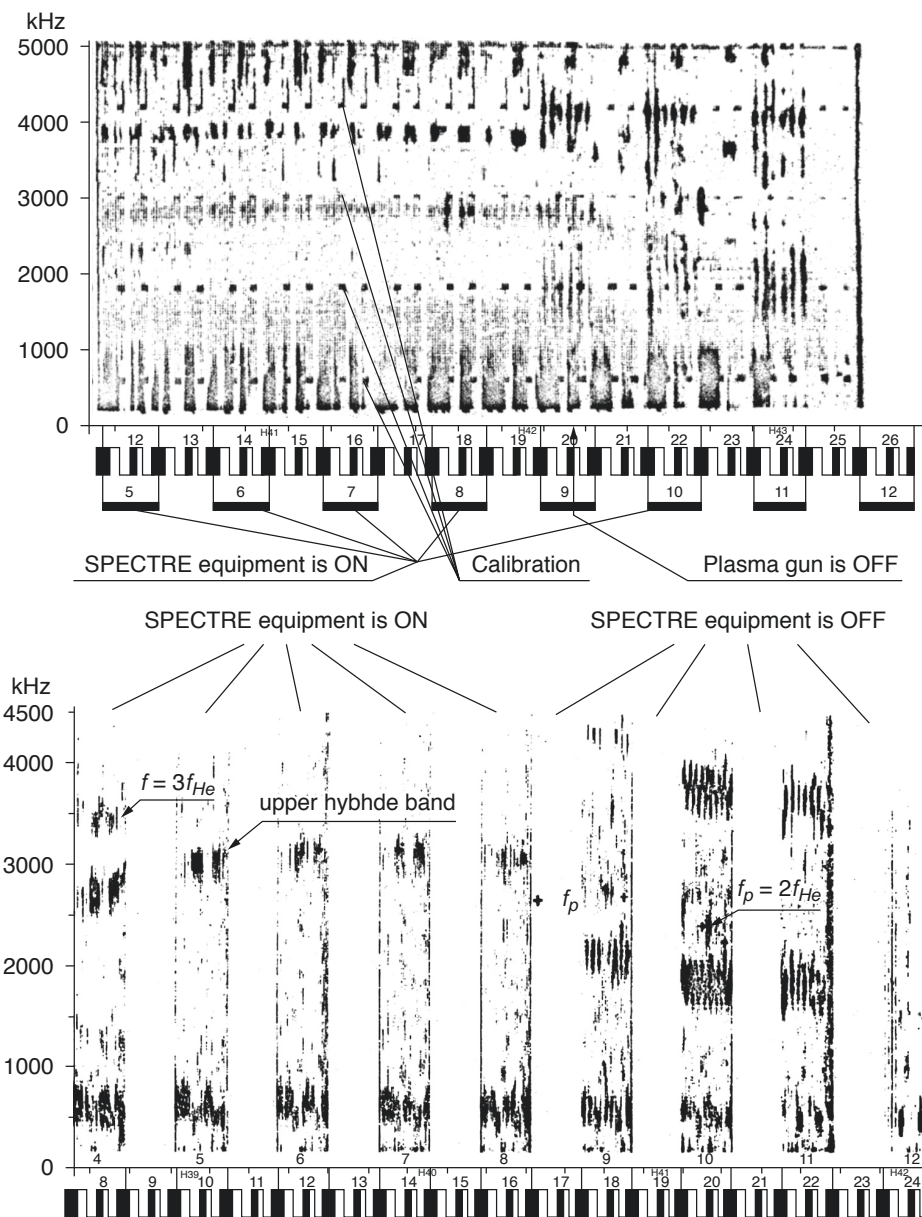 kHz
5000
4000
3000
2000
1000
0
H41 H42 H43
12 13 14 15 16 17 18 19 20 21 22 23 24 25 26
5 6 7 8 9 10 11 12
SPECTRE equipment is ON Calibration Plasma gun is OFF
SPECTRE equipment is ON SPECTRE equipment is OFF
kHz
4500
4000
f = 3fHe
upper hybhde band
3000
fp
fp = 2fHe
2000
1000
4 5 6 7 8 9 10 11 12
0
H39 H40 H41 H42
8 9 10 11 12 13 14 15 16 17 18 19 20 21 22 23 24